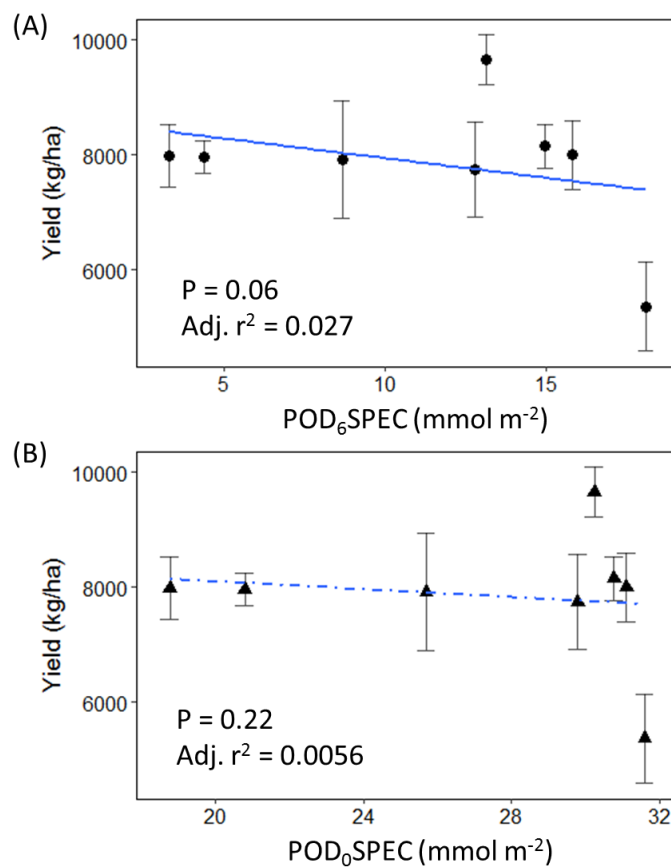 (A)
10000
8000
6000
Yield (kg/ha)
P = 0.06
Adj. r² = 0.027
5
10
15
POD₆SPEC (mmol m⁻²)
(B)
10000
8000
6000
Yield (kg/ha)
P = 0.22
Adj. r² = 0.0056
20
24
28
32
POD₀SPEC (mmol m⁻²)